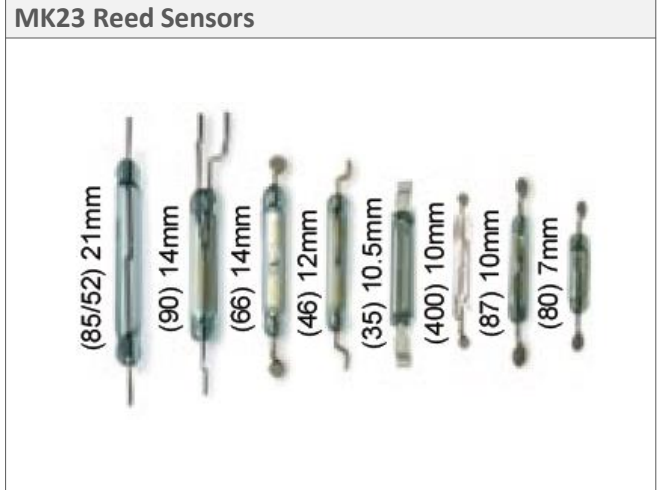 MK23 Reed Sensors
(85/52) 21mm
(90) 14mm
(66) 14mm
(46) 12mm
(35) 10.5mm
(400) 10mm
(87) 10mm
(80) 7mm